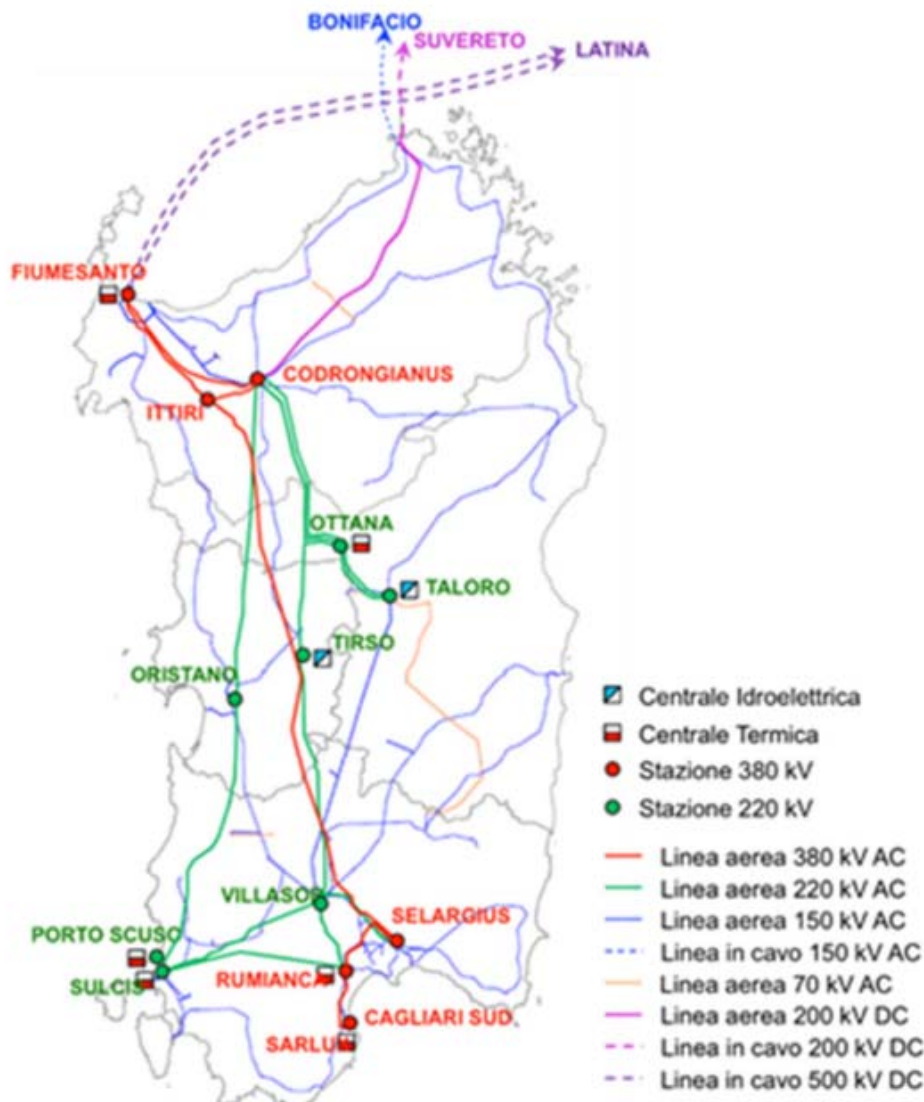 BONIFACIO
SUVERETO
LATINA
FIUMESANTO
CODRONGIANUS
ITTIRI
OTTANA
TALORO
TIRSO
ORISTANO
Centrale Idroelettrica
Centrale Termica
Stazione 380 kV
Stazione 220 kV
VILLASOR
SELARGIUS
PORTO SCUSO
SULCIS
RUMIANCA
CAGLIARI SUD
SARLU
Linea aerea 380 kV AC
Linea aerea 220 kV AC
Linea aerea 150 kV AC
Linea in cavo 150 kV AC
Linea aerea 70 kV AC
Linea aerea 200 kV DC
Linea in cavo 200 kV DC
Linea in cavo 500 kV DC